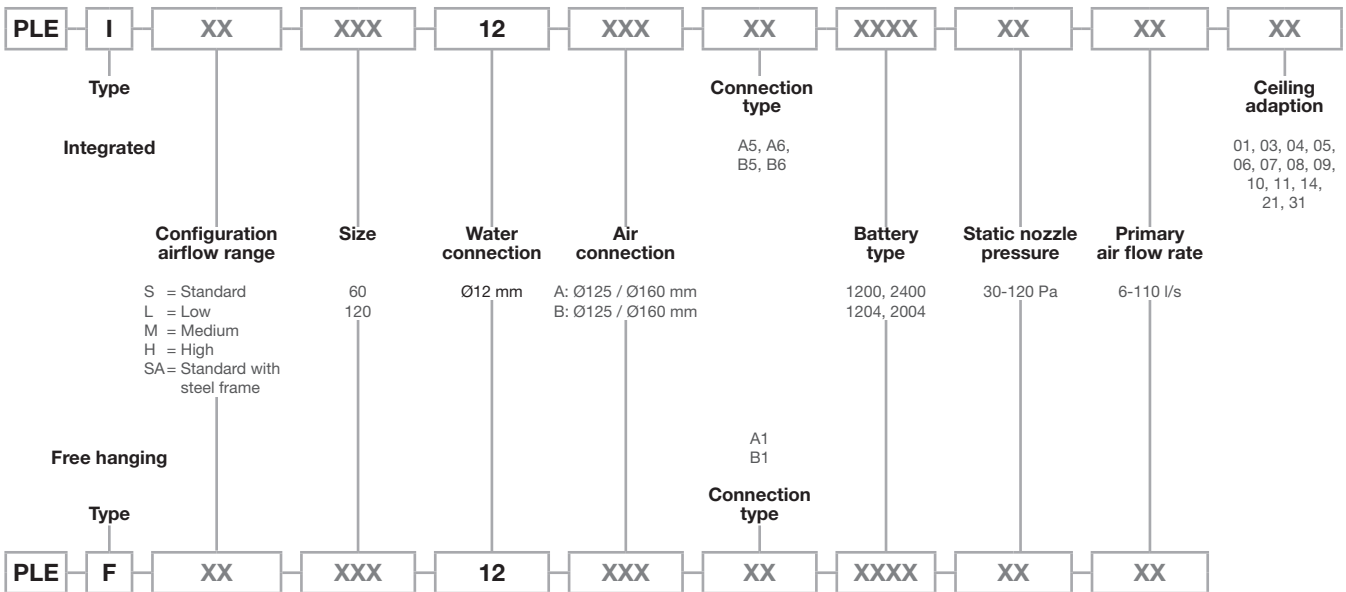 PLE I XX XXX 12 XXX XX XXXX XX XX XX
Type
Connection
type
Ceiling
adaption
Integrated
A5, A6,
B5, B6
01, 03, 04, 05,
06, 07, 08, 09,
10, 11, 14,
21, 31
Configuration
airflow range
Size
Water
connection
Air
connection
Battery
type
Static nozzle
pressure
Primary
air flow rate
S = Standard
L = Low
M = Medium
H = High
SA= Standard with
steel frame
60
120
Ø12 mm
A: Ø125 / Ø160 mm
B: Ø125 / Ø160 mm
1200, 2400
1204, 2004
30-120 Pa
6-110 l/s
Free hanging
A1
B1
Connection
type
Type
PLE F XX XXX 12 XXX XX XXXX XX XX